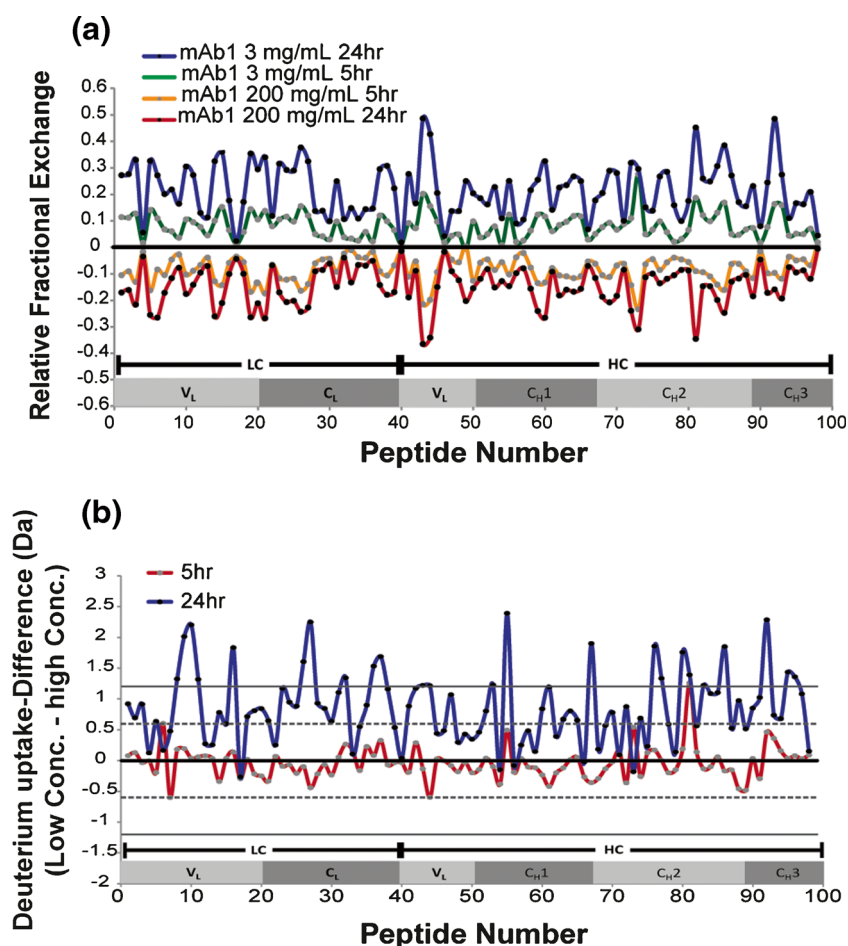 (a)
mAb1 3 mg/mL 24hr
mAb1 3 mg/mL 5hr
mAb1 200 mg/mL 5hr
mAb1 200 mg/mL 24hr
Relative Fractional Exchange
0.6
0.5
0.4
0.3
0.2
0.1
0
-0.1
-0.2
-0.3
-0.4
-0.5
-0.6
LC HC
VL CL VL CH1 CH2 CH3
0 10 20 30 40 50 60 70 80 90 100
Peptide Number
(b)
Deuterium uptake-Difference (Da)
(Low Conc. - high Conc.)
5hr
24hr
3
2.5
2
1.5
1
0.5
0
-0.5
-1
-1.5
-2
LC HC
VL CL VL CH1 CH2 CH3
0 10 20 30 40 50 60 70 80 90 100
Peptide Number